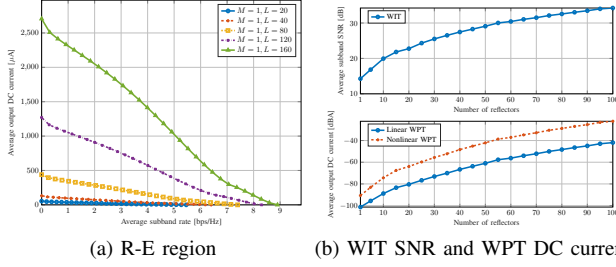 Average output DC current [μA]
2,500
2,000
1,500
1,000
500
0
0 1 2 3 4 5 6 7 8 9
Average subband rate [bps/Hz]
M = 1, L = 20
M = 1, L = 40
M = 1, L = 80
M = 1, L = 120
M = 1, L = 160
(a) R-E region
Average subband SNR [dB]
30
20
10
1 10 20 30 40 50 60 70 80 90 100
Number of reflectors
WIT
Average output DC current [dBA]
−40
−60
−80
−100
1 10 20 30 40 50 60 70 80 90 100
Number of reflectors
Linear WPT
Nonlinear WPT
(b) WIT SNR and WPT DC current